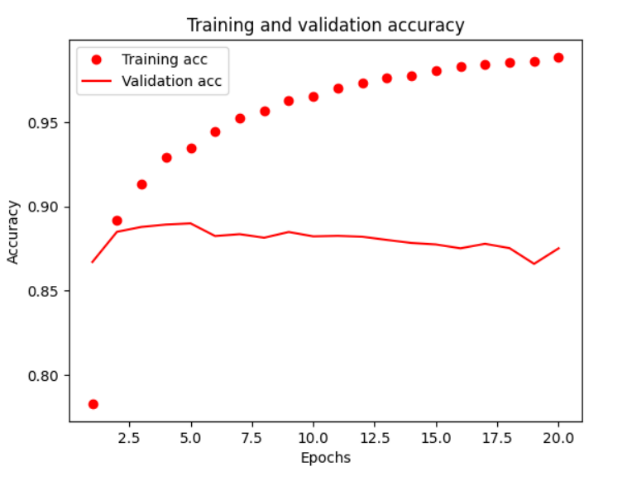 Training and validation accuracy
Training acc
Validation acc
Accuracy
0.95
0.90
0.85
0.80
2.5 5.0 7.5 10.0 12.5 15.0 17.5 20.0
Epochs